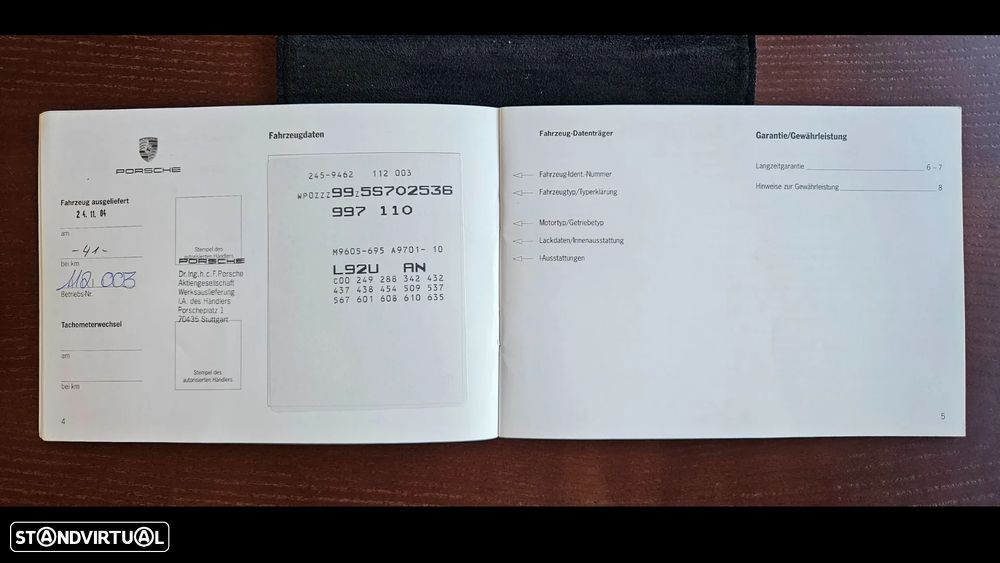 PORSCHE
Fahrzeug ausgeliefert
24. 11. 04
am
-41-
bei km
112 003
Betriebs-Nr.
Tachometerwechsel
am
bei km
4
Stempel des
autorisierten Händlers
PORSCHE
Dr.Ing.h.c.F.Porsche
Aktiengesellschaft
Werksauslieferung
I.A. des Händlers
Porscheplatz 1
70435 Stuttgart
Stempel des
autorisierten Händlers
Fahrzeugdaten
245-9462 112 003
WPOZZZ99Z5S702536
997 110
M9605-695 A9701- 10
L92U AN
C00 249 288 342 432
437 438 454 509 537
567 601 608 610 635
Fahrzeug-Datenträger
Fahrzeug-Ident.-Nummer
Fahrzeugtyp/Typerklärung
Motortyp/Getriebetyp
Lackdaten/Innenausstattung
I-Ausstattungen
Garantie/Gewährleistung
Langzeitgarantie 6 – 7
Hinweise zur Gewährleistung 8
5
STANDVIRTUAL